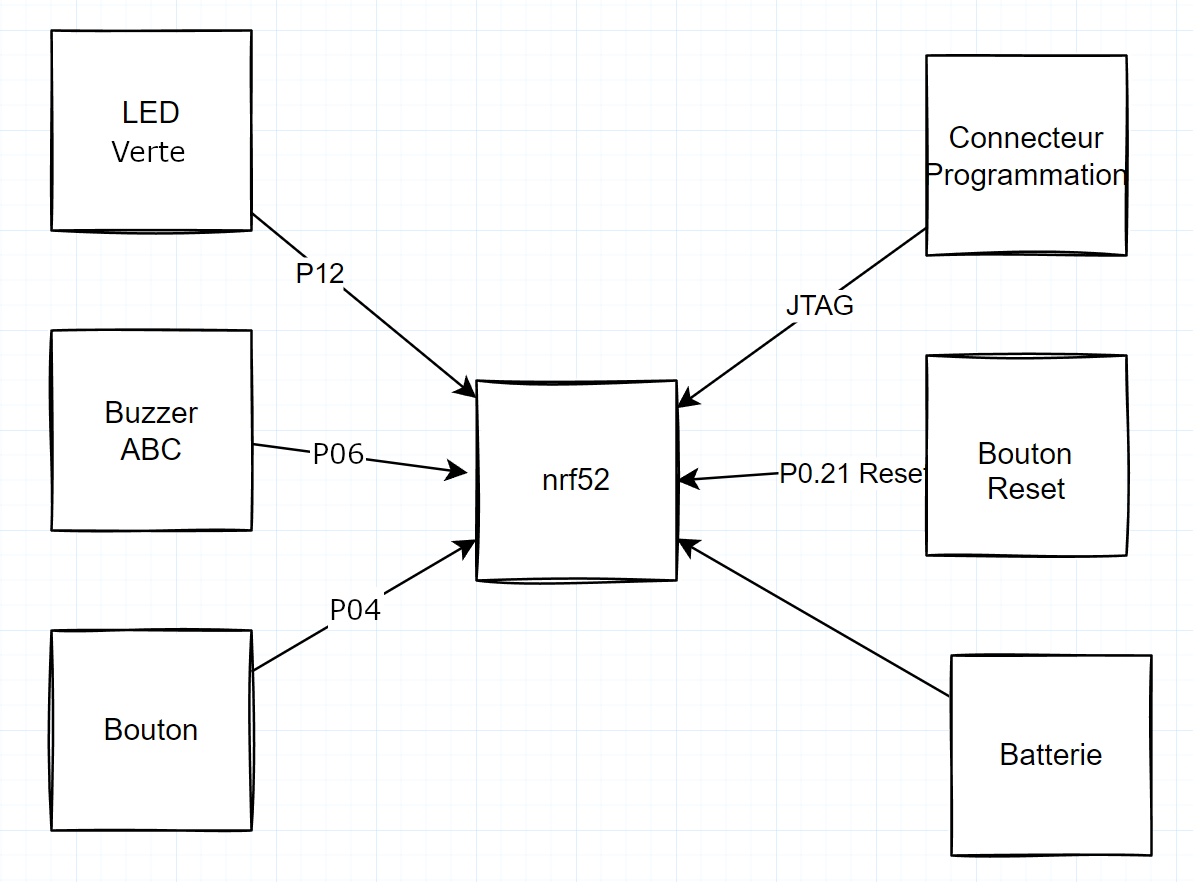 LED
Verte
P12
Buzzer
ABC
P06
Bouton
P04
nrf52
Connecteur
Programmation
JTAG
P0.21 Reset
Bouton
Reset
Batterie